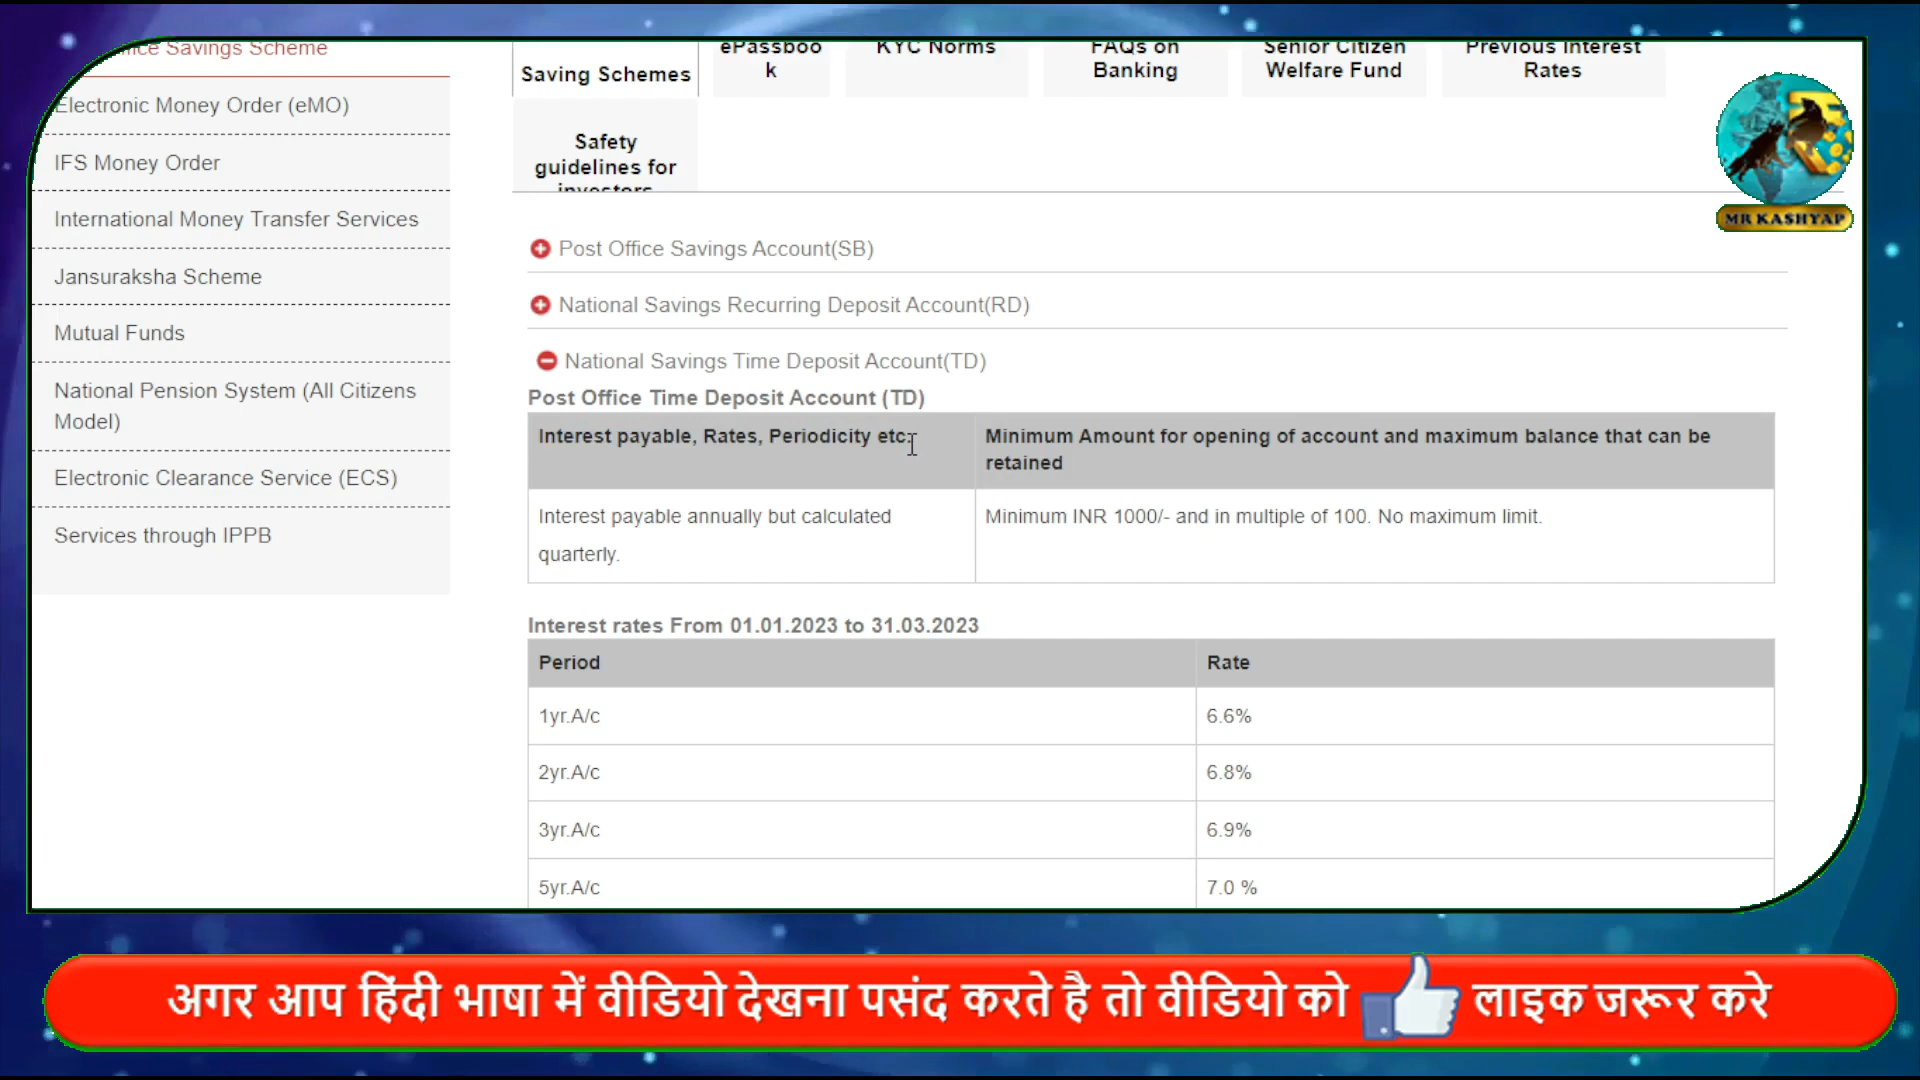 Savings Scheme
Electronic Money Order (eMO)
IFS Money Order
International Money Transfer Services
Jansuraksha Scheme
Mutual Funds
National Pension System (All Citizens
Model)
Electronic Clearance Service (ECS)
Services through IPPB
Saving Schemes
ePassboo
k
KYC Norms
FAQs on
Banking
Senior Citizen
Welfare Fund
Previous Interest
Rates
Safety
guidelines for
investors
MR KASHYAP
Post Office Savings Account(SB)
National Savings Recurring Deposit Account(RD)
National Savings Time Deposit Account(TD)
Post Office Time Deposit Account (TD)
Interest payable, Rates, Periodicity etc.
Minimum Amount for opening of account and maximum balance that can be
retained
Interest payable annually but calculated
quarterly.
Minimum INR 1000/- and in multiple of 100. No maximum limit.
Interest rates From 01.01.2023 to 31.03.2023
Period Rate
1yr.A/c 6.6%
2yr.A/c 6.8%
3yr.A/c 6.9%
5yr.A/c 7.0 %
अगर आप हिंदी भाषा में वीडियो देखना पसंद करते है तो वीडियो को लाइक जरूर करे